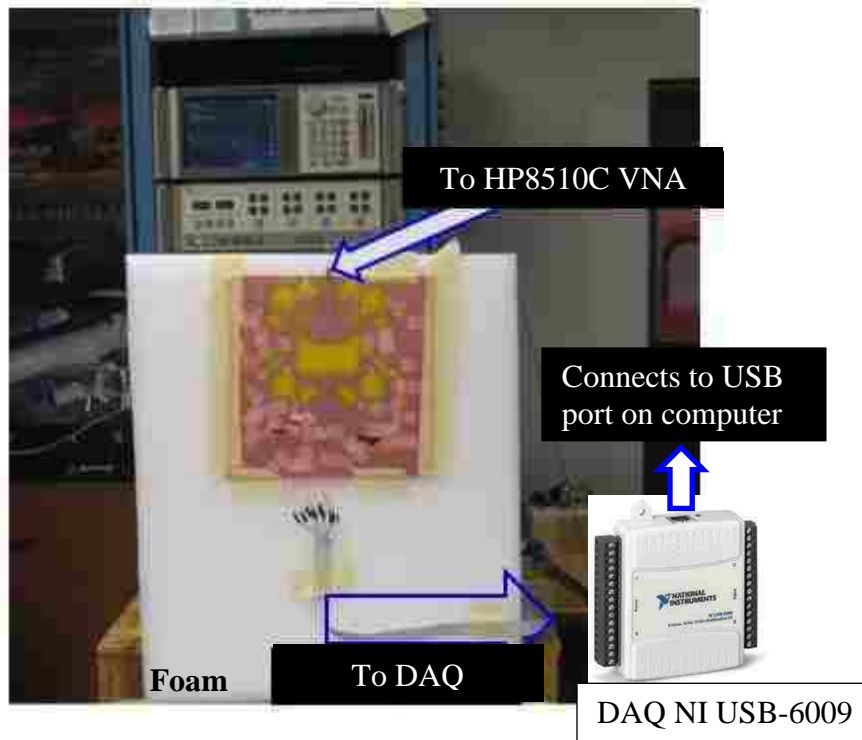 To HP8510C VNA
Connects to USB
port on computer
NATIONAL
INSTRUMENTS
Foam
To DAQ
DAQ NI USB-6009